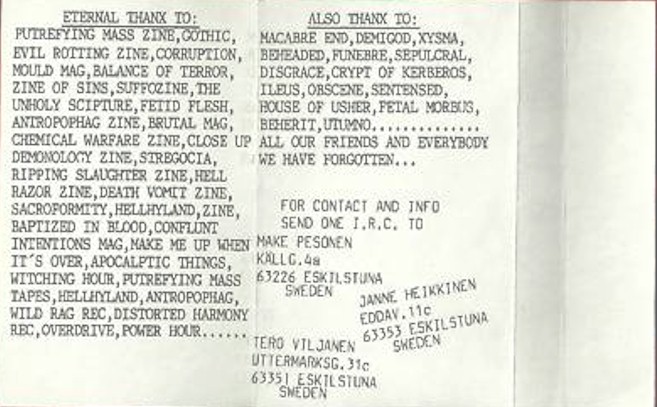 ETERNAL THANX TO:
PUTREFYING MASS ZINE,GOTHIC,
EVIL ROTTING ZINE,CORRUPTION,
MOULD MAG,BALANCE OF TERROR,
ZINE OF SINS,SUFFOZINE,THE
UNHOLY SCIPTURE,FETID FLESH,
ANTROPOPHAG ZINE,BRUTAL MAG,
CHEMICAL WARFARE ZINE,CLOSE UP
DEMONOLOGY ZINE,STREGOCIA,
RIPPING SLAUGHTER ZINE,HELL
RAZOR ZINE,DEATH VOMIT ZINE,
SACROFORMITY,HELLHYLAND,ZINE,
BAPTIZED IN BLOOD,CONFLUNT
INTENTIONS MAG,MAKE ME UP WHEN
IT´S OVER,APOCALPTIC THINGS,
WITCHING HOUR,PUTREFYING MASS
TAPES,HELLHYLAND,ANTROPOPHAG,
WILD RAG REC,DISTORTED HARMONY
REC,OVERDRIVE,POWER HOUR......
ALSO THANX TO:
MACABRE END,DEMIGOD,XYSMA,
BEHEADED,FUNEBRE,SEPULCRAL,
DISGRACE,CRYPT OF KERBEROS,
ILEUS,OBSCENE,SENTENSED,
HOUSE OF USHER,FETAL MORBUS,
BEHERIT,UTUMNO..............
ALL OUR FRIENDS AND EVERYBODY
WE HAVE FORGOTTEN...
FOR CONTACT AND INFO
SEND ONE I.R.C. TO
MAKE PESONEN
KÄLLG.4a
63226 ESKILSTUNA
SWEDEN
JANNE HEIKKINEN
EDDAV.11c
63353 ESKILSTUNA
SWEDEN
TERO VILJANEN
UTTERMARKSG.31c
63351 ESKILSTUNA
SWEDEN